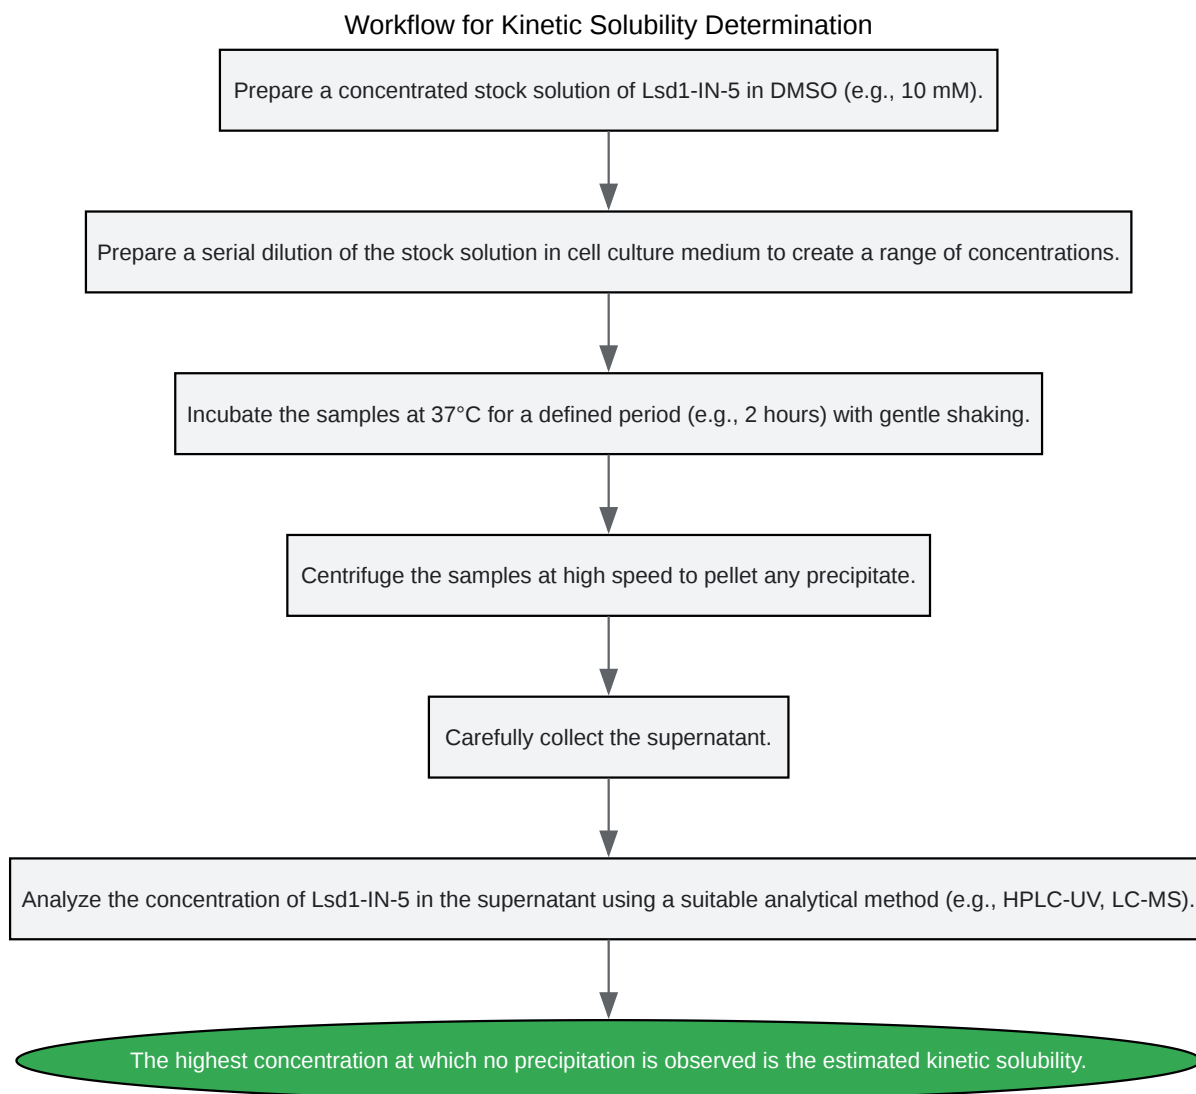 Workflow for Kinetic Solubility Determination
Prepare a concentrated stock solution of Lsd1-IN-5 in DMSO (e.g., 10 mM).
Prepare a serial dilution of the stock solution in cell culture medium to create a range of concentrations.
Incubate the samples at 37°C for a defined period (e.g., 2 hours) with gentle shaking.
Centrifuge the samples at high speed to pellet any precipitate.
Carefully collect the supernatant.
Analyze the concentration of Lsd1-IN-5 in the supernatant using a suitable analytical method (e.g., HPLC-UV, LC-MS).
The highest concentration at which no precipitation is observed is the estimated kinetic solubility.